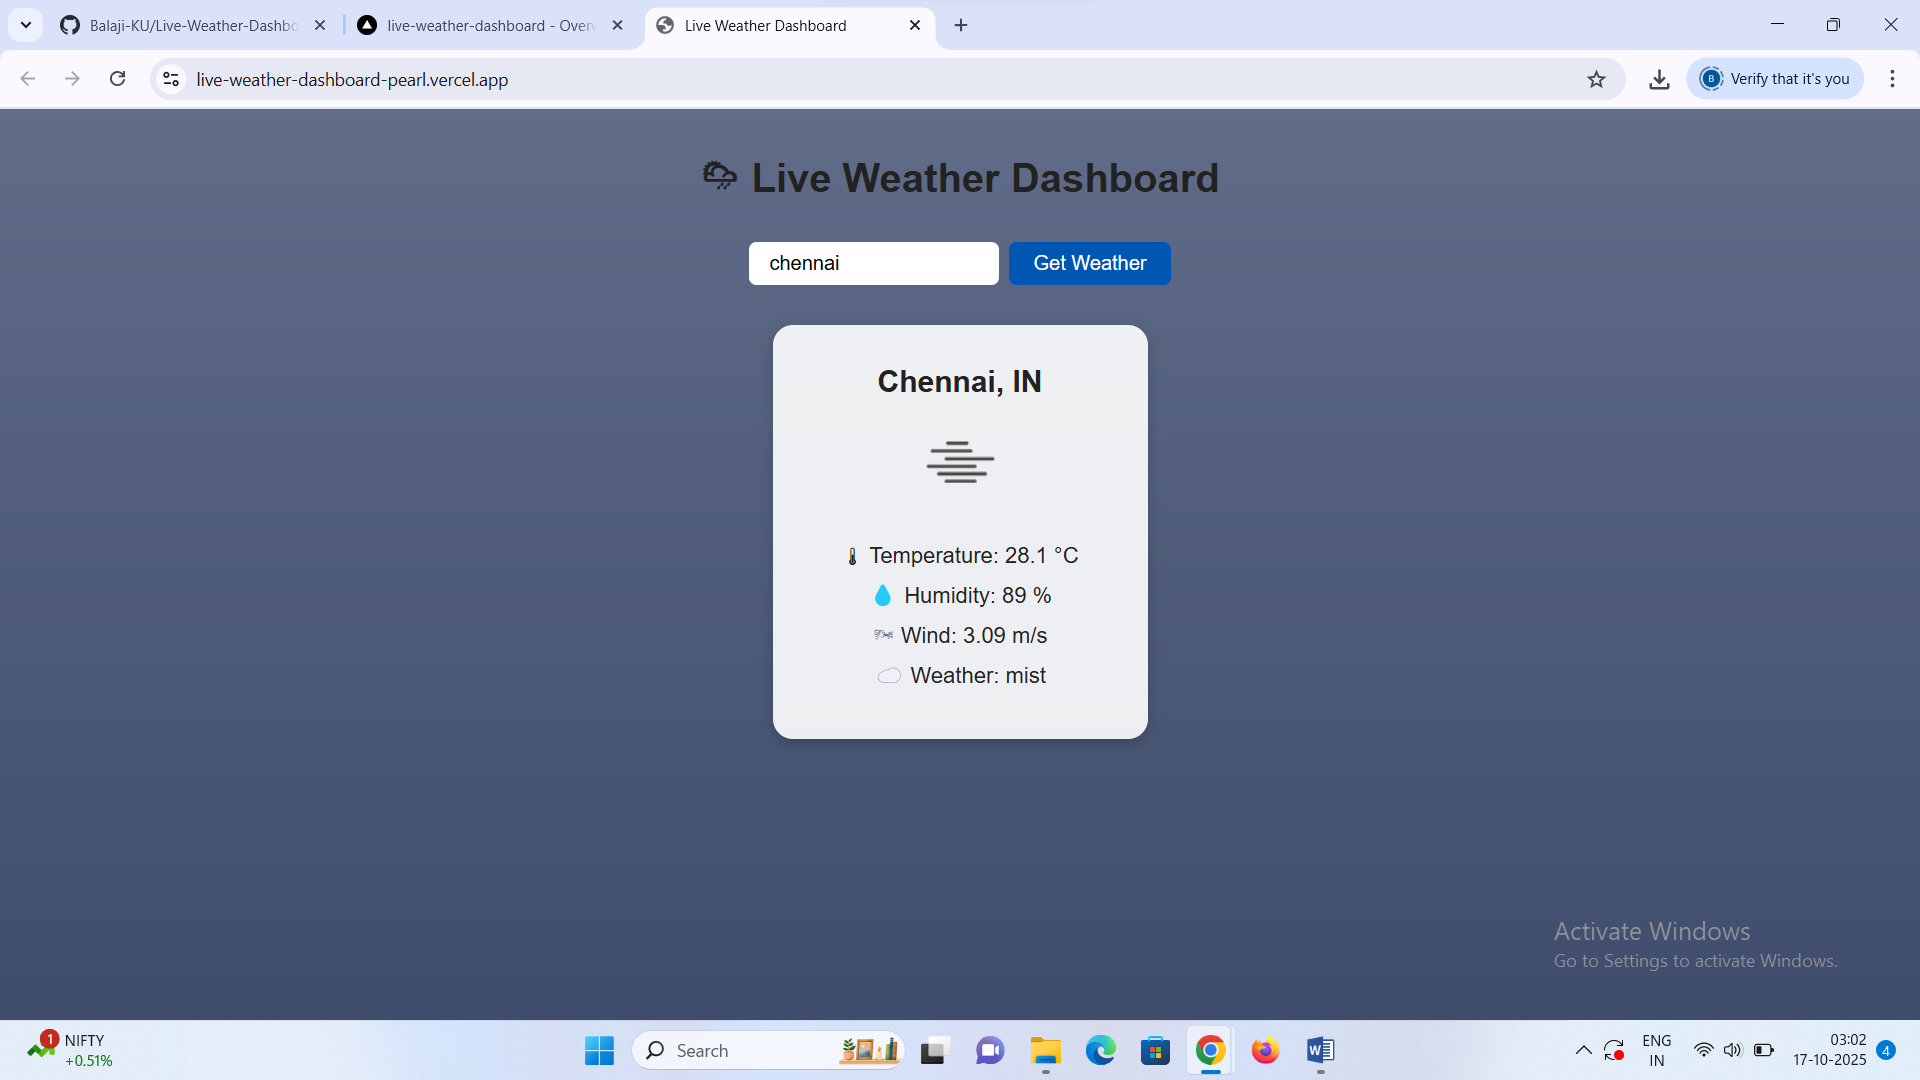 Balaji-KU/Live-Weather-Dashbo
live-weather-dashboard - Over
Live Weather Dashboard
live-weather-dashboard-pearl.vercel.app
B
Verify that it's you
Live Weather Dashboard
chennai
Get Weather
Chennai, IN
Temperature: 28.1 °C
Humidity: 89 %
Wind: 3.09 m/s
Weather: mist
Activate Windows
Go to Settings to activate Windows.
1
NIFTY
+0.51%
Search
W
ENG
IN
03:02
17-10-2025
4